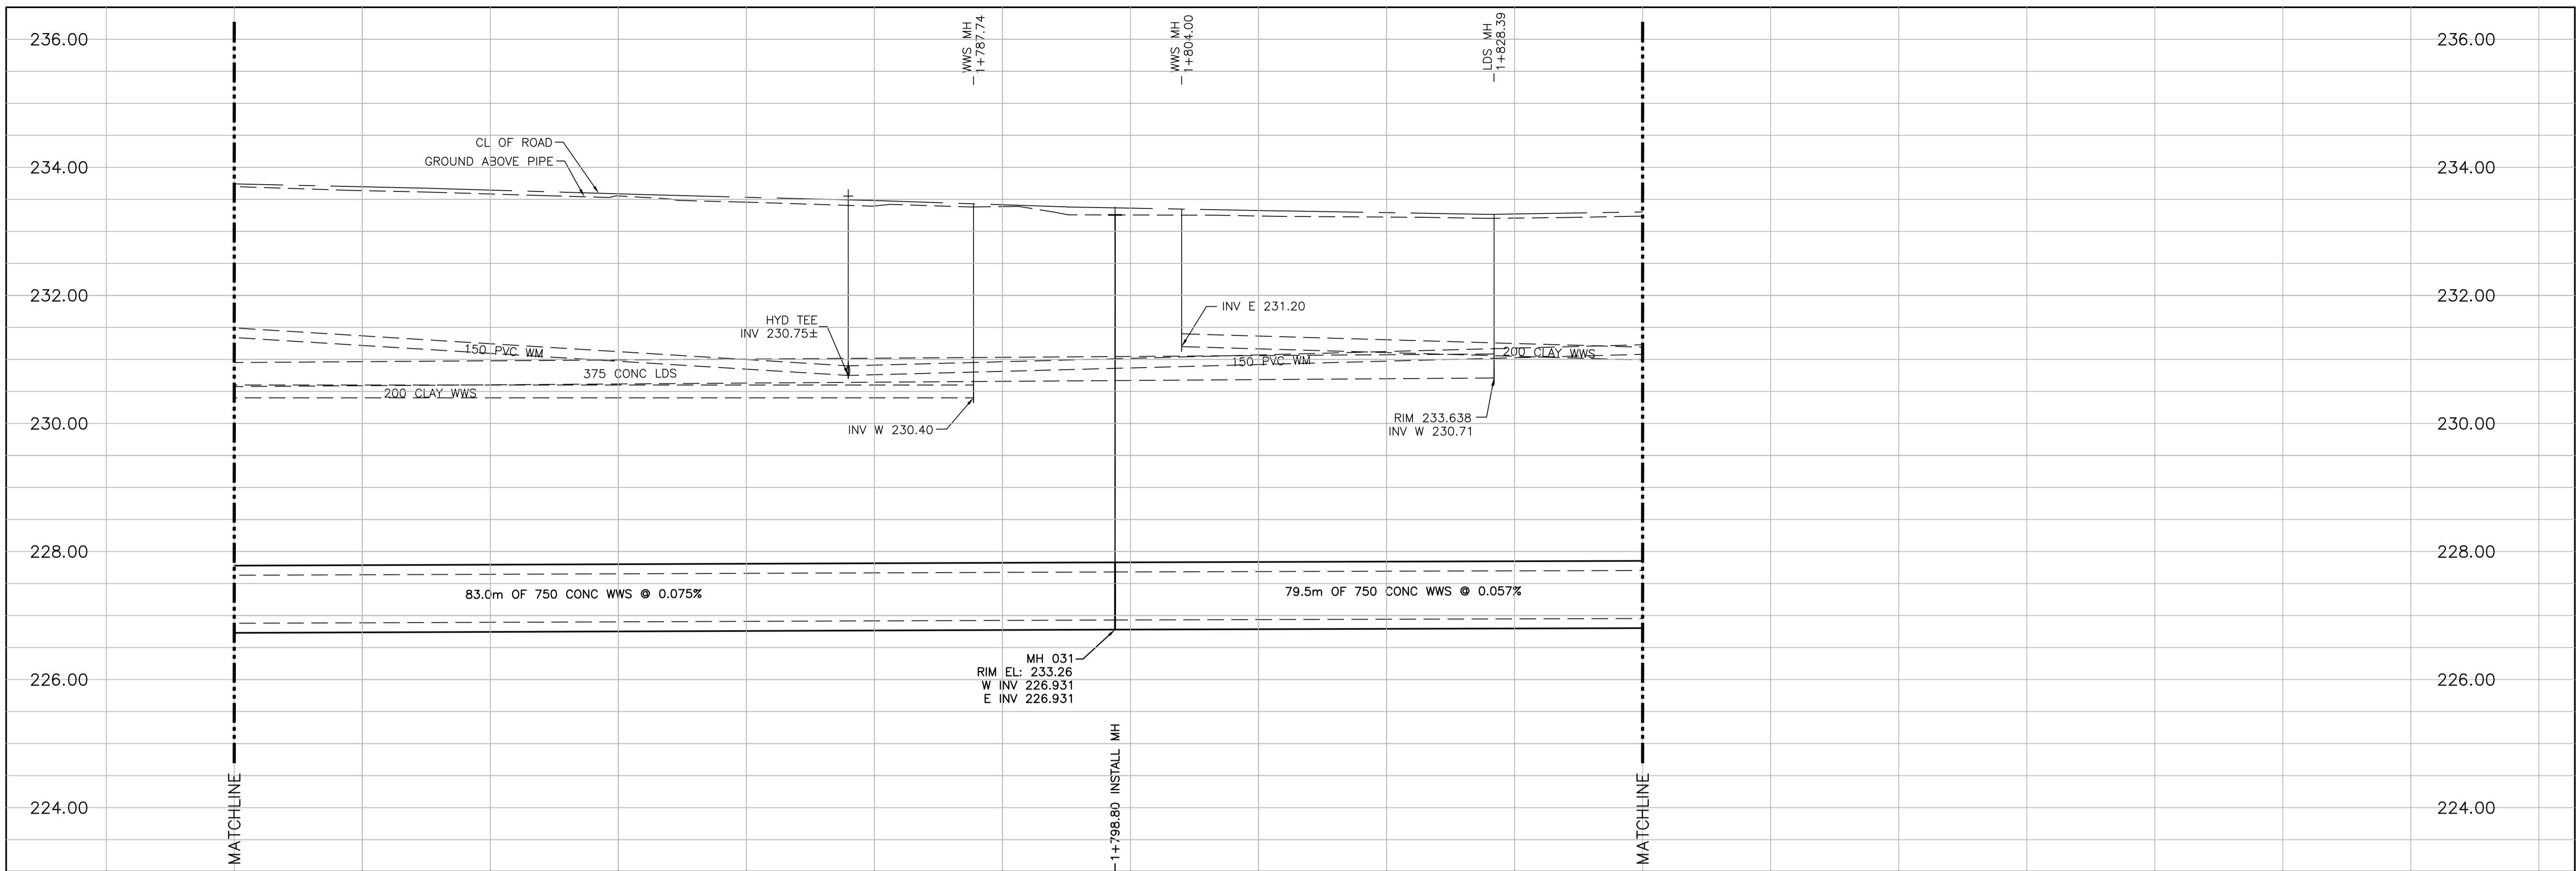 WWS MH
1+787.74
WWS MH
1+804.00
LDS MH
1+828.39
236.00
236.00
CL OF ROAD
GROUND ABOVE PIPE
234.00
234.00
232.00
232.00
INV E 231.20
HYD TEE
INV 230.75±
150 PVC WM
150 PVC WM
200 CLAY WWS
375 CONC LDS
200 CLAY WWS
RIM 233.638
INV W 230.71
INV W 230.40
230.00
230.00
228.00
228.00
83.0m OF 750 CONC WWS @ 0.075%
79.5m OF 750 CONC WWS @ 0.057%
MH 031
RIM EL: 233.26
W INV 226.931
E INV 226.931
226.00
226.00
1+798.80 INSTALL MH
MATCHLINE
MATCHLINE
224.00
224.00